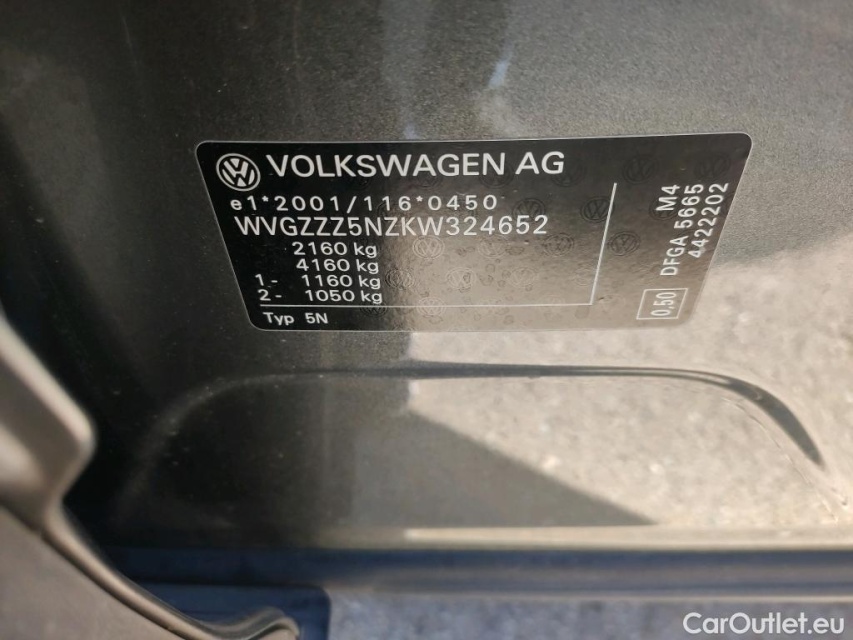 VOLKSWAGEN AG
e1*2001/116*0450
WVGZZZ5NZKW324652
2160 kg
4160 kg
1.- 1160 kg
2- 1050 kg
Typ 5N
M4
DFGA 5665
4422202
0,50
CarOutlet.eu